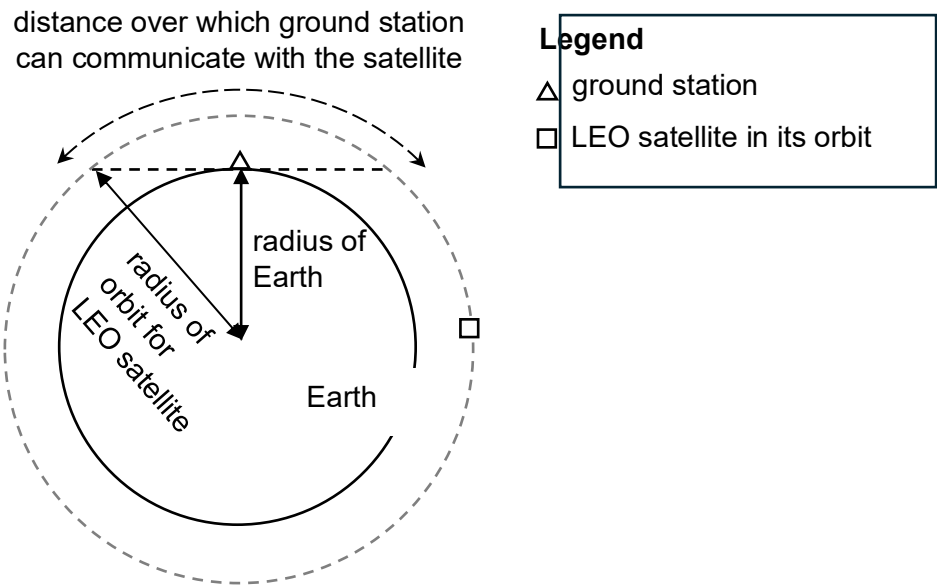 distance over which ground station
can communicate with the satellite
Legend
ground station
LEO satellite in its orbit
radius of
Earth
radius of
orbit for
LEO satellite
Earth